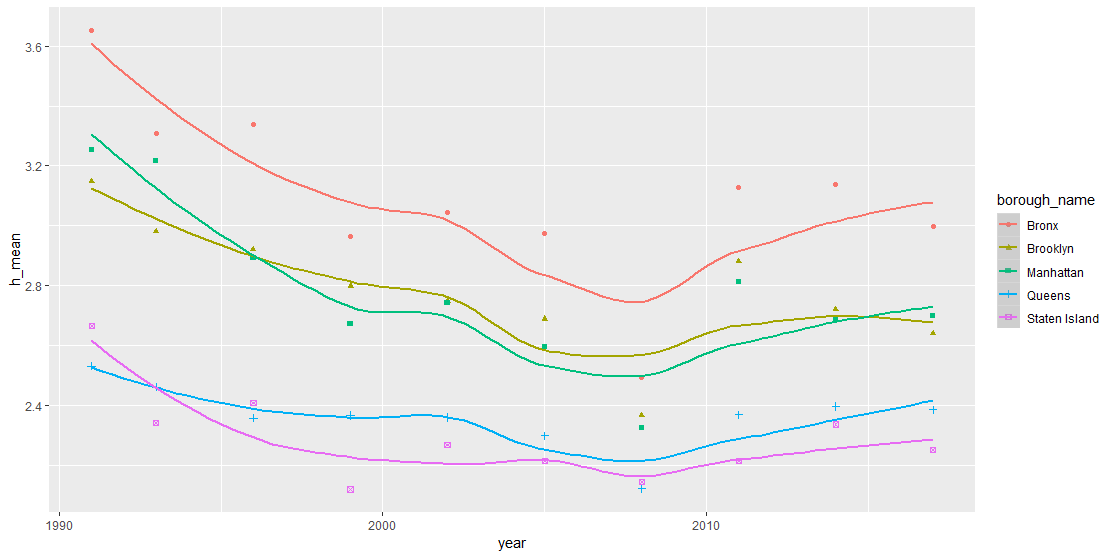 3.6
3.2
2.8
2.4
h_mean
1990
2000
2010
year
borough_name
Bronx
Brooklyn
Manhattan
Queens
Staten Island